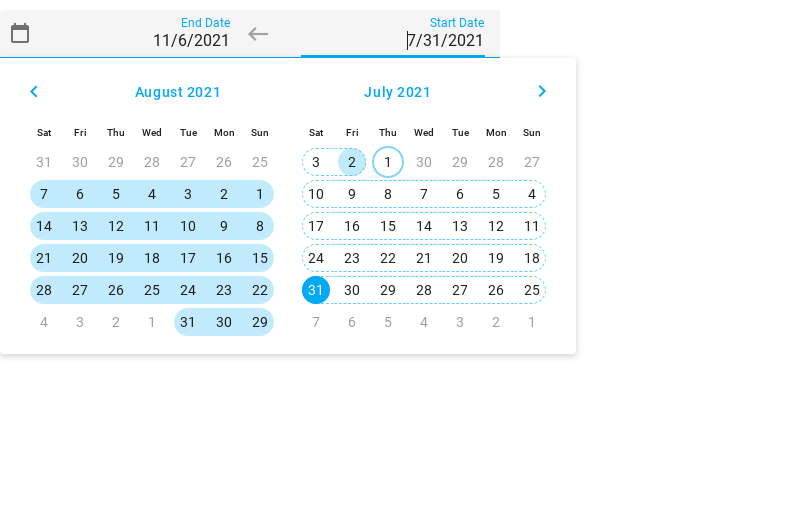 End Date Start Date
11/6/2021 7/31/2021
August 2021 July 2021
Sat Fri Thu Wed Tue Mon Sun Sat Fri Thu Wed Tue Mon Sun
31 30 29 28 27 26 25 3 2 1 30 29 28 27
7 6 5 4 3 2 1 10 9 8 7 6 5 4
14 13 12 11 10 9 8 17 16 15 14 13 12 11
21 20 19 18 17 16 15 24 23 22 21 20 19 18
28 27 26 25 24 23 22 31 30 29 28 27 26 25
4 3 2 1 31 30 29 7 6 5 4 3 2 1